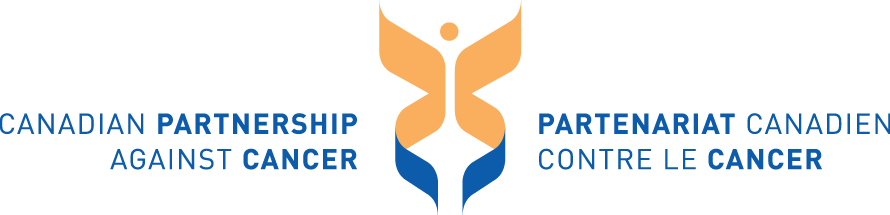 CANADIAN PARTNERSHIP
AGAINST CANCER
PARTENARIAT CANADIEN
CONTRE LE CANCER